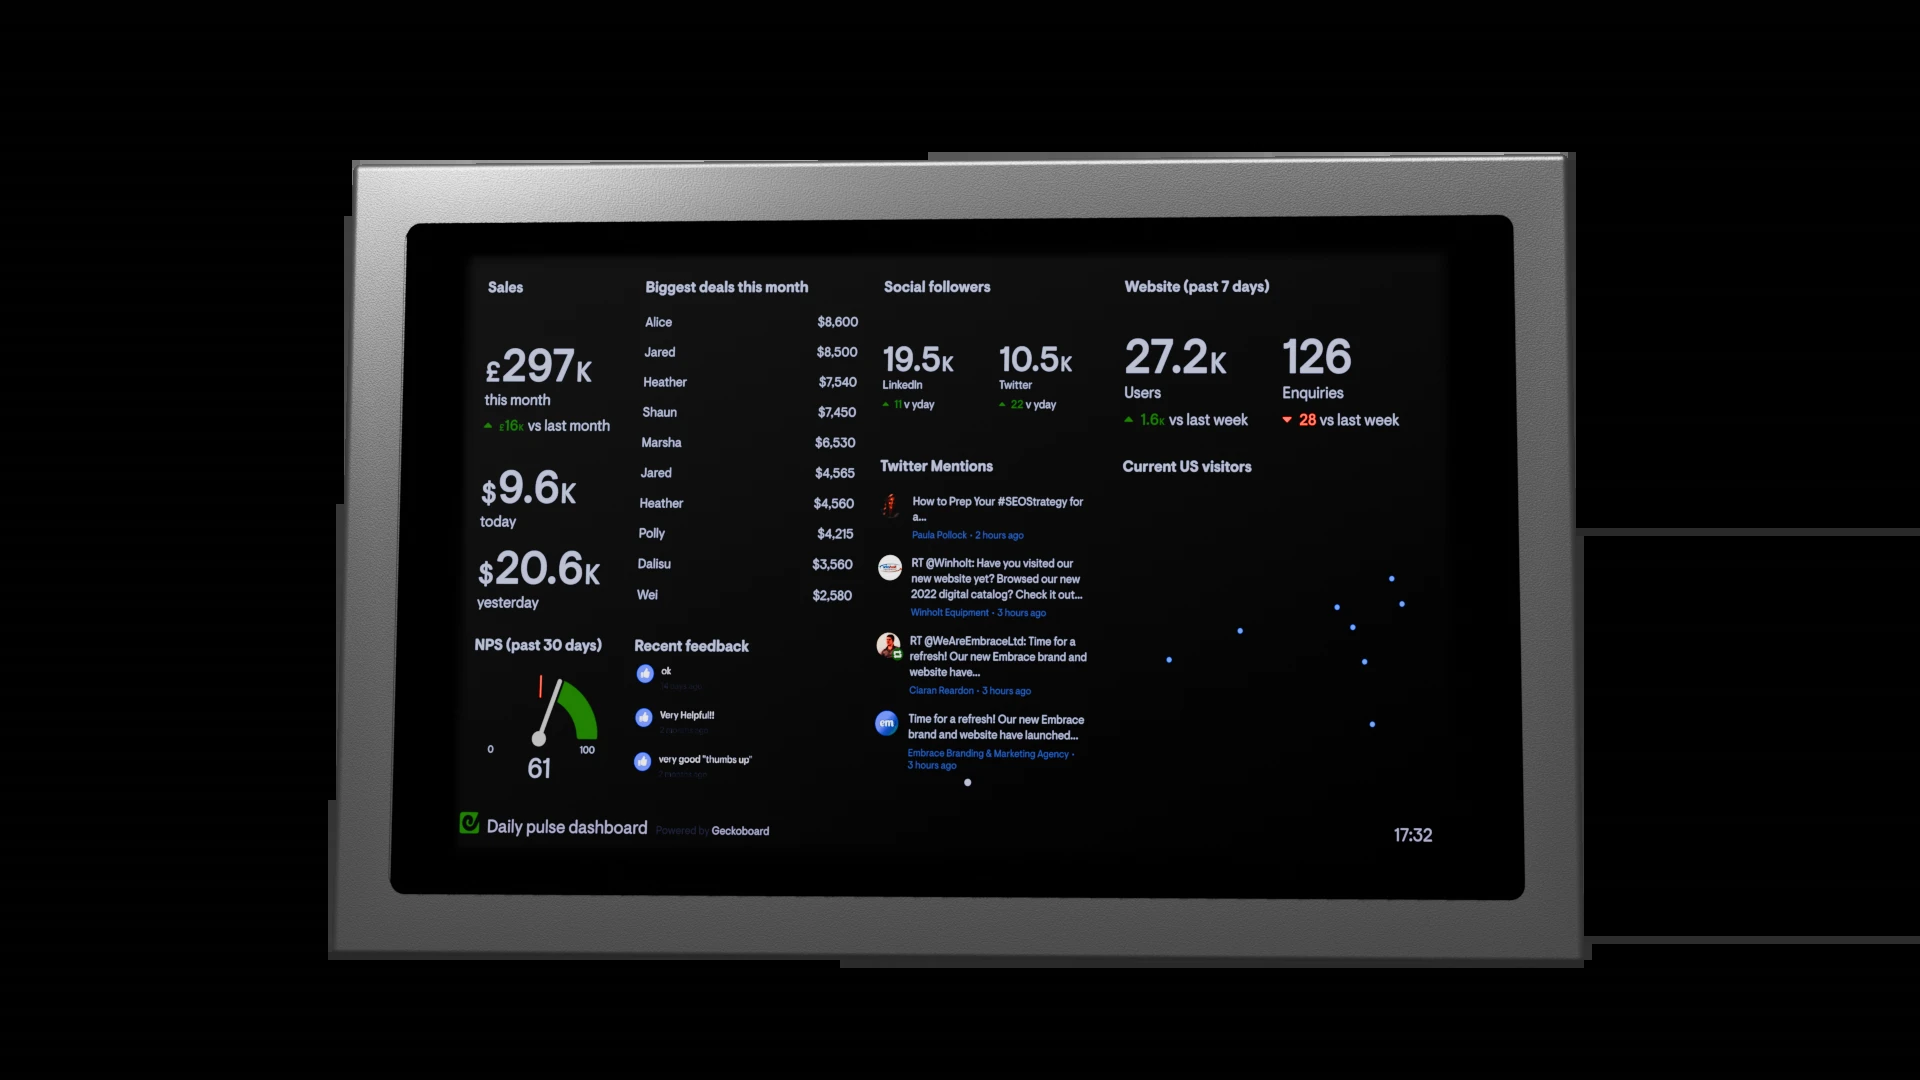 Sales
£297K
this month
£16K vs last month
$9.6K
today
$20.6K
yesterday
NPS (past 30 days)
0
100
61
Biggest deals this month
Alice $8,600
Jared $8,500
Heather $7,540
Shaun $7,450
Marsha $6,530
Jared $4,565
Heather $4,560
Polly $4,215
Dalisu $3,560
Wei $2,580
Recent feedback
ok
Very Helpful!!
very good "thumbs up"
Social followers
19.5K
LinkedIn
11 v yday
10.5K
Twitter
22 v yday
Twitter Mentions
How to Prep Your #SEOStrategy for
a...
Paula Pollock • 2 hours ago
RT @Winholt: Have you visited our
new website yet? Browsed our new
2022 digital catalog? Check it out...
Winholt Equipment • 3 hours ago
RT @WeAreEmbraceLtd: Time for a
refresh! Our new Embrace brand and
website have...
Ciaran Reardon • 3 hours ago
em
Time for a refresh! Our new Embrace
brand and website have launched...
Embrace Branding & Marketing Agency •
3 hours ago
Website (past 7 days)
27.2K
Users
1.6K vs last week
126
Enquiries
28 vs last week
Current US visitors
Daily pulse dashboard Powered by Geckoboard
17:32